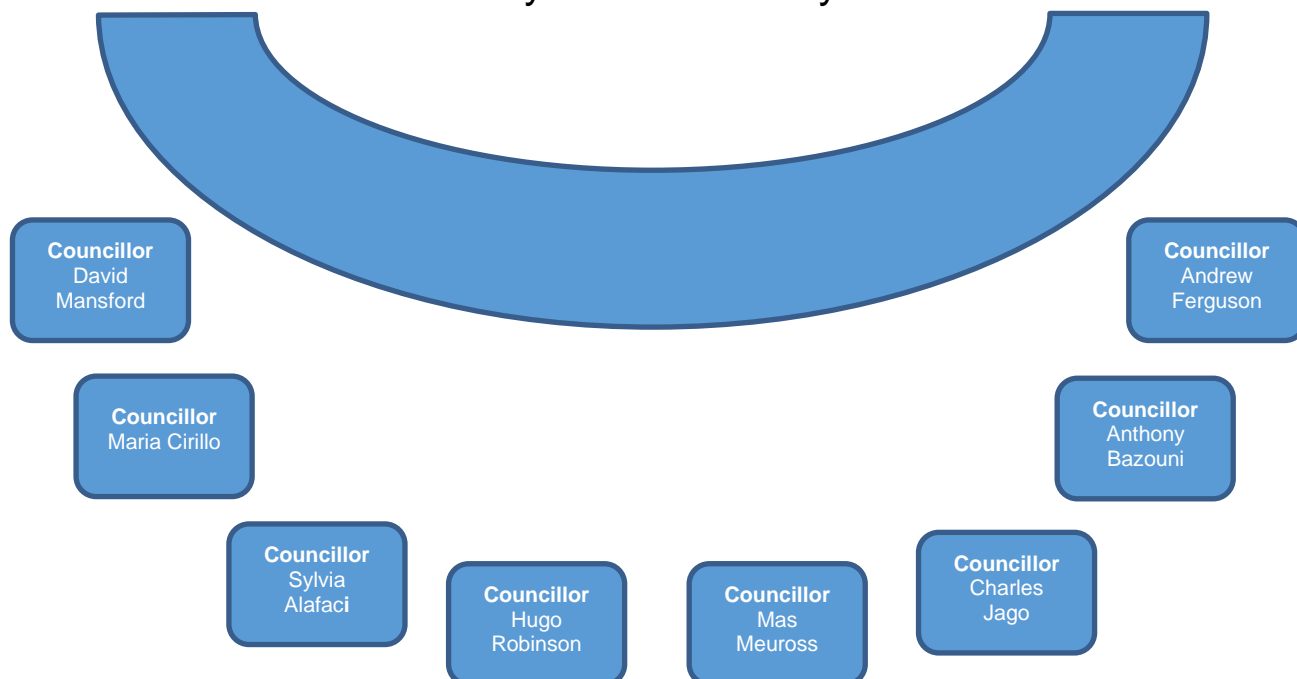 Councillor
David
Mansford
Councillor
Andrew
Ferguson
Councillor
Maria Cirillo
Councillor
Anthony
Bazouni
Councillor
Sylvia
Alafaci
Councillor
Charles
Jago
Councillor
Hugo
Robinson
Councillor
Mas
Meuross